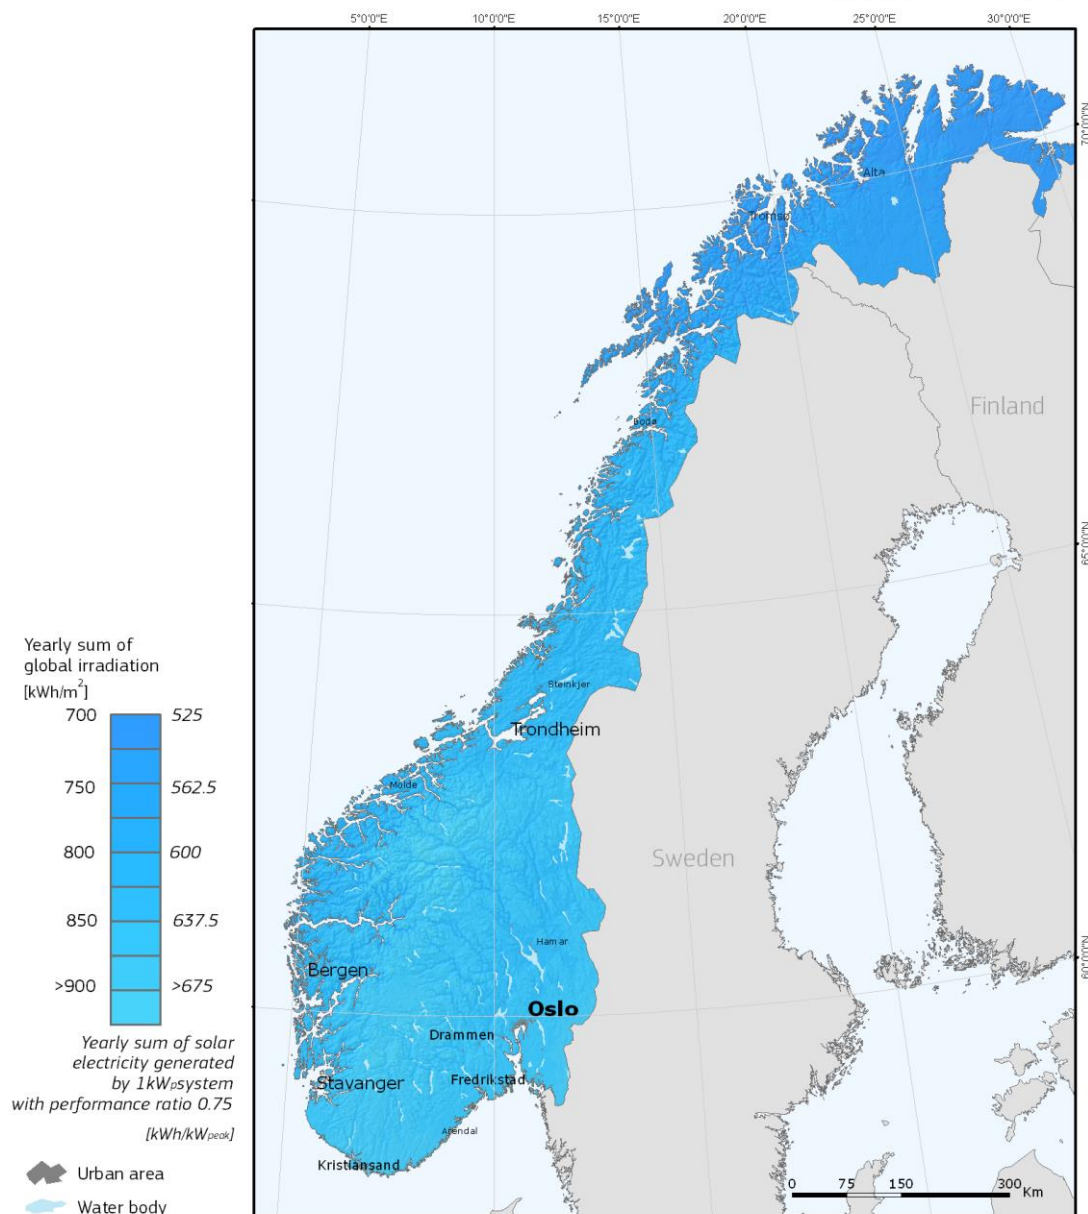 5°0'0"E 10°0'0"E 15°0'0"E 20°0'0"E 25°0'0"E 30°0'0"E
70°0'0"N
Alta
Tromsø
Finland
Bodø
65°0'0"N
Yearly sum of
global irradiation
[kWh/m²]
700 525
750 562.5
800 600
850 637.5
>900 >675
Yearly sum of solar
electricity generated
by 1kWpsystem
with performance ratio 0.75
[kWh/kWpeak]
Urban area
Water body
Steinkjer
Trondheim
Molde
Sweden
Hamar
60°0'0"N
Bergen
Oslo
Drammen
Stavanger
Fredrikstad
Arendal
Kristiansand
0 75 150 300
Km